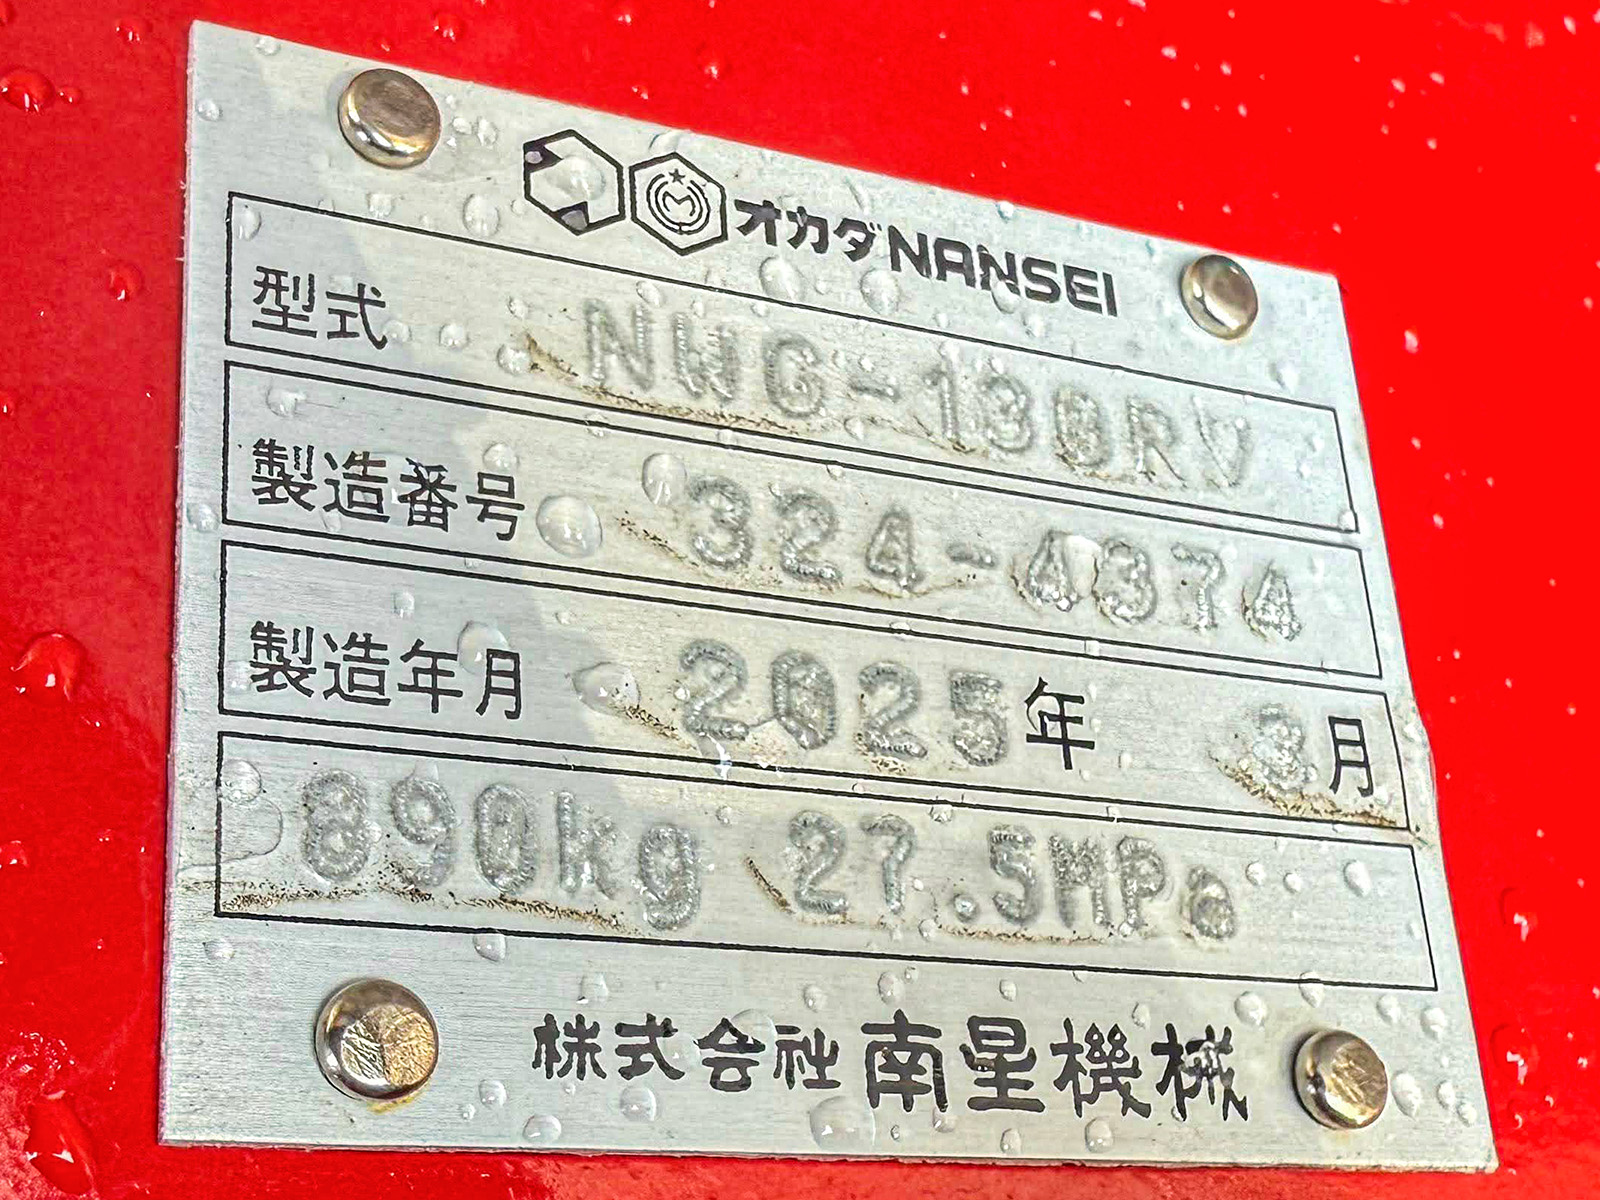 オカダNANSEI
型式 NWG-130RV
製造番号 324-4374
製造年月 2025年 3月
890kg 27.5MPa
株式会社南星機械